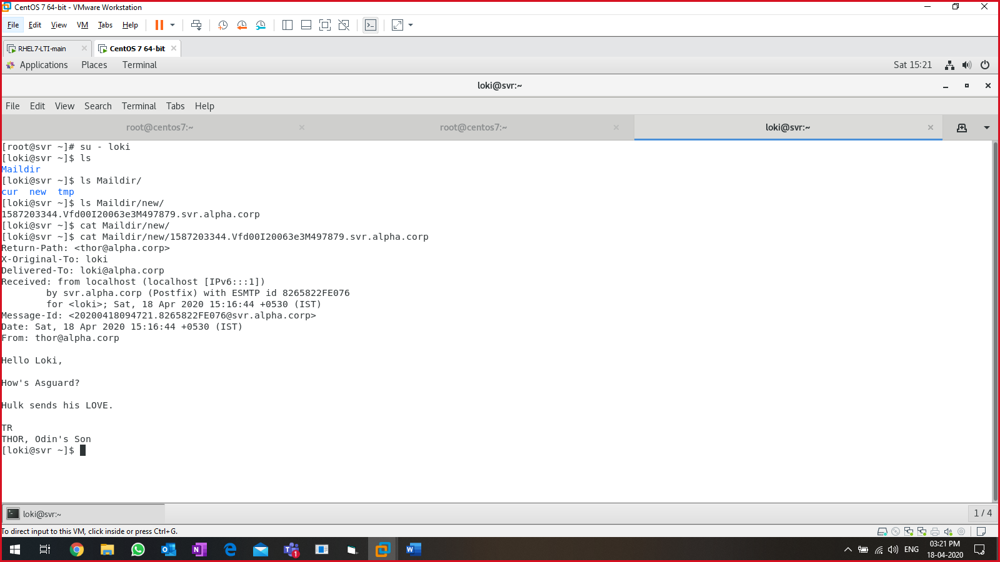 CentOS 7 64-bit - VMware Workstation
File Edit View VM Tabs Help
RHEL7-LTI-main CentOS 7 64-bit
Applications Places Terminal Sat 15:21
loki@svr:~
File Edit View Search Terminal Tabs Help
root@centos7:~ root@centos7:~ loki@svr:~
[root@svr ~]# su - loki
[loki@svr ~]$ ls
Maildir
[loki@svr ~]$ ls Maildir/
cur new tmp
[loki@svr ~]$ ls Maildir/new/
1587203344.Vfd00I20063e3M497879.svr.alpha.corp
[loki@svr ~]$ cat Maildir/new/
[loki@svr ~]$ cat Maildir/new/1587203344.Vfd00I20063e3M497879.svr.alpha.corp
Return-Path: <thor@alpha.corp>
X-Original-To: loki
Delivered-To: loki@alpha.corp
Received: from localhost (localhost [IPv6:::1])
by svr.alpha.corp (Postfix) with ESMTP id 8265822FE076
for <loki>; Sat, 18 Apr 2020 15:16:44 +0530 (IST)
Message-Id: <20200418094721.8265822FE076@svr.alpha.corp>
Date: Sat, 18 Apr 2020 15:16:44 +0530 (IST)
From: thor@alpha.corp
Hello Loki,
How's Asguard?
Hulk sends his LOVE.
TR
THOR, Odin's Son
[loki@svr ~]$
loki@svr:~ 1 / 4
To direct input to this VM, click inside or press Ctrl+G.
1 ENG 03:21 PM
18-04-2020